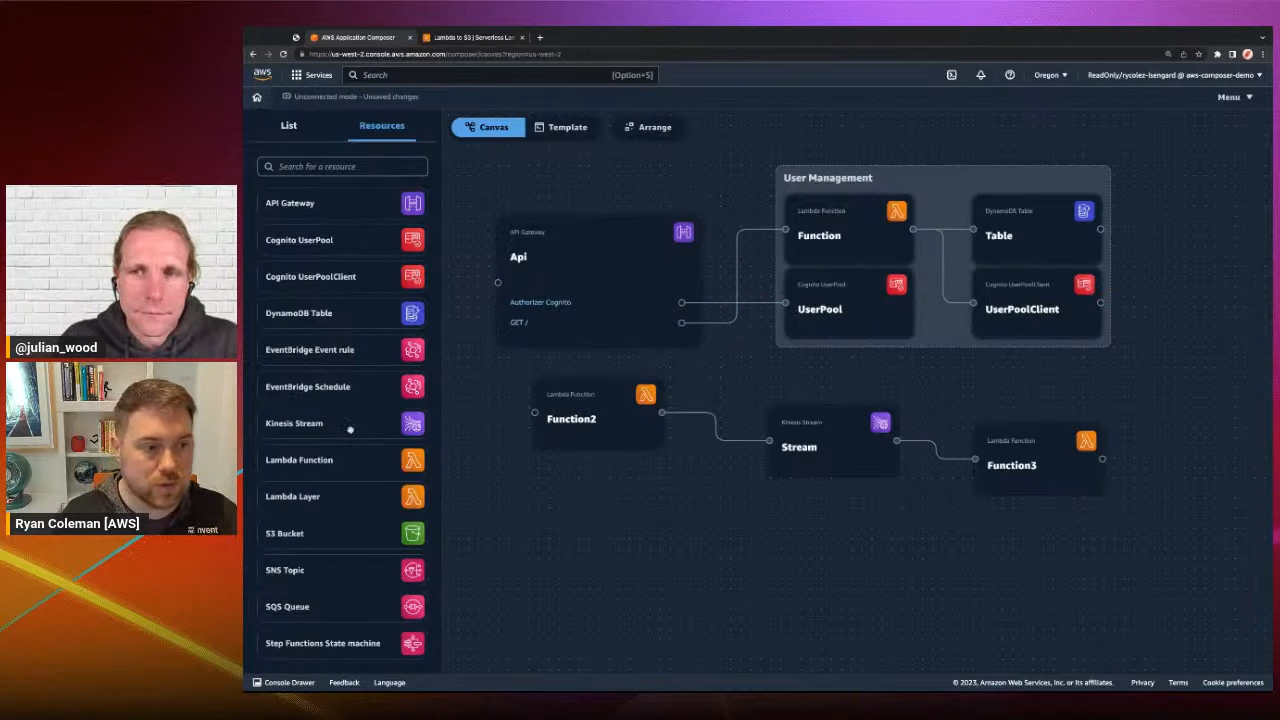 AWS Application Composer
Lambda to S3 | Serverless Lan
https://us-west-2.console.aws.amazon.com/composer/canvas?region=us-west-2
aws
Services
Search
[Option+S]
Oregon
ReadOnly/rycolez-Isengard @ aws-composer-demo
Unconnected mode - Unsaved changes
Menu
List
Resources
Canvas
Template
Arrange
Search for a resource
API Gateway
Cognito UserPool
Cognito UserPoolClient
DynamoDB Table
EventBridge Event rule
EventBridge Schedule
Kinesis Stream
Lambda Function
Lambda Layer
S3 Bucket
SNS Topic
SQS Queue
Step Functions State machine
API Gateway
Api
Authorizer Cognito
GET /
User Management
Lambda Function
Function
DynamoDB Table
Table
Cognito UserPool
UserPool
Cognito UserPoolClient
UserPoolClient
Lambda Function
Function2
Kinesis Stream
Stream
Lambda Function
Function3
@julian_wood
Ryan Coleman [AWS]
Console Drawer
Feedback
Language
© 2023, Amazon Web Services, Inc. or its affiliates.
Privacy
Terms
Cookie preferences